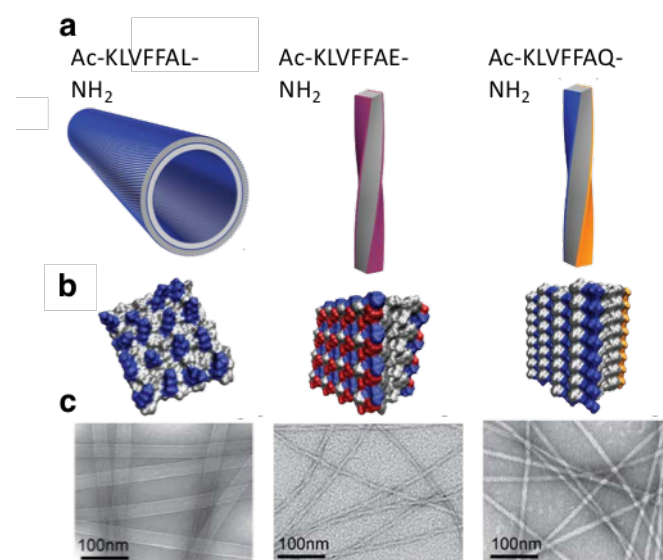 a
Ac-KLVFFAL-
NH2
Ac-KLVFFAE-
NH2
Ac-KLVFFAQ-
NH2
b
c
100nm
100nm
100nm